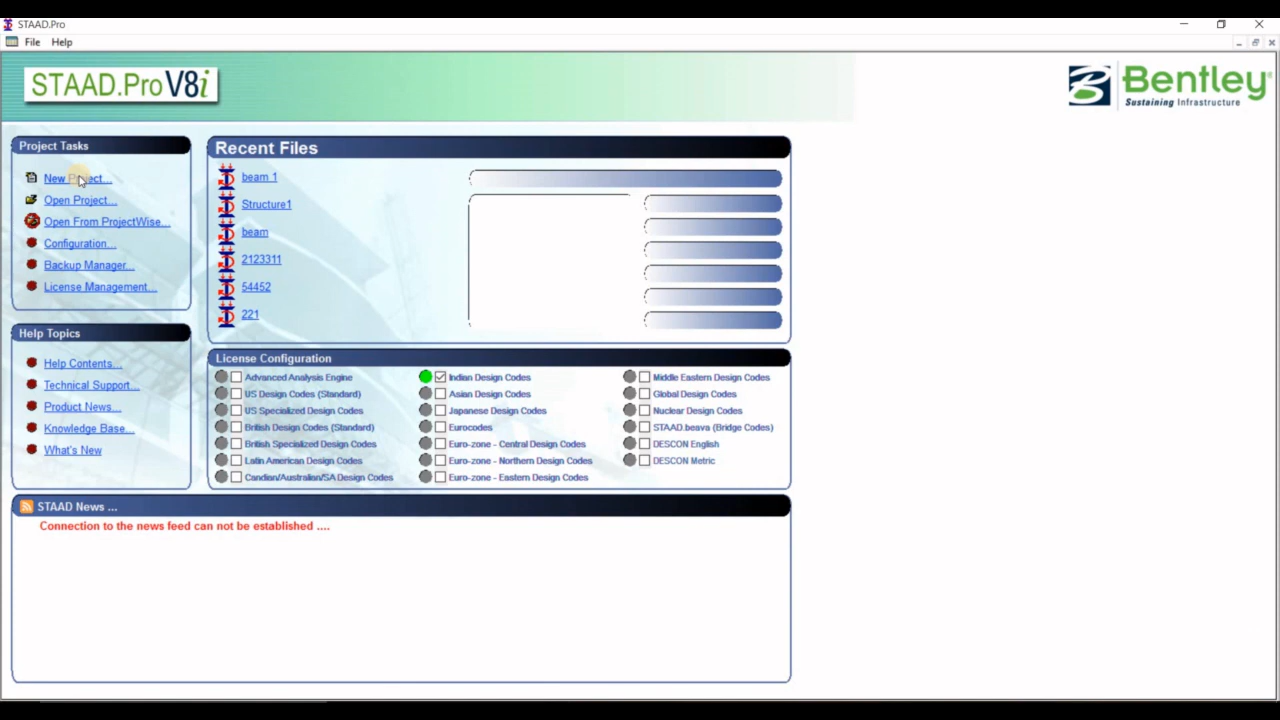 STAAD.Pro
File Help
STAAD.Pro V8i
Bentley
Sustaining Infrastructure
Project Tasks
New Project...
Open Project...
Open From ProjectWise...
Configuration...
Backup Manager...
License Management...
Recent Files
beam 1
Structure1
beam
2123311
54452
221
Help Topics
Help Contents...
Technical Support...
Product News...
Knowledge Base...
What's New
License Configuration
Advanced Analysis Engine
US Design Codes (Standard)
US Specialized Design Codes
British Design Codes (Standard)
British Specialized Design Codes
Latin American Design Codes
Candian/Australian/SA Design Codes
Indian Design Codes
Asian Design Codes
Japanese Design Codes
Eurocodes
Euro-zone - Central Design Codes
Euro-zone - Northern Design Codes
Euro-zone - Eastern Design Codes
Middle Eastern Design Codes
Global Design Codes
Nuclear Design Codes
STAAD.beava (Bridge Codes)
DESCON English
DESCON Metric
STAAD News ...
Connection to the news feed can not be established ....